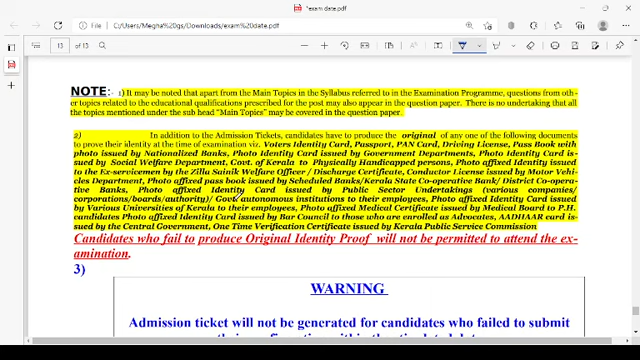 *exam date.pdf
File
C:/Users/Megha%20gs/Downloads/exam%20date.pdf
13 of 13
NOTE: 1) It may be noted that apart from the Main Topics in the Syllabus referred to in the Examination Programme, questions from oth-
er topics related to the educational qualifications prescribed for the post may also appear in the question paper. There is no undertaking that all
the topics mentioned under the sub head "Main Topics" may be covered in the question paper.
2) In addition to the Admission Tickets, candidates have to produce the original of any one of the following documents
to prove their identity at the time of examination viz. Voters Identity Card, Passport, PAN Card, Driving License, Pass Book with
photo issued by Nationalized Banks, Photo Identity Card issued by Government Departments, Photo Identity Card is-
sued by Social Welfare Department, Govt. of Kerala to Physically Handicapped persons, Photo affixed Identity issued
to the Ex-servicemen by the Zilla Sainik Welfare Officer / Discharge Certificate, Conductor License issued by Motor Vehi-
cles Department, Photo affixed pass book issued by Scheduled Banks/Kerala State Co-operative Bank/ District Co-opera-
tive Banks, Photo affixed Identity Card issued by Public Sector Undertakings (various companies/
corporations/boards/authority)/ Govt/ autonomous institutions to their employees, Photo affixed Identity Card issued
by Various Universities of Kerala to their employees, Photo affixed Medical Certificate issued by Medical Board to P.H.
candidates Photo affixed Identity Card issued by Bar Council to those who are enrolled as Advocates, AADHAAR card is-
sued by the Central Government, One Time Verification Certificate issued by Kerala Public Service Commission
Candidates who fail to produce Original Identity Proof will not be permitted to attend the ex-
amination.
3)
WARNING
Admission ticket will not be generated for candidates who failed to submit